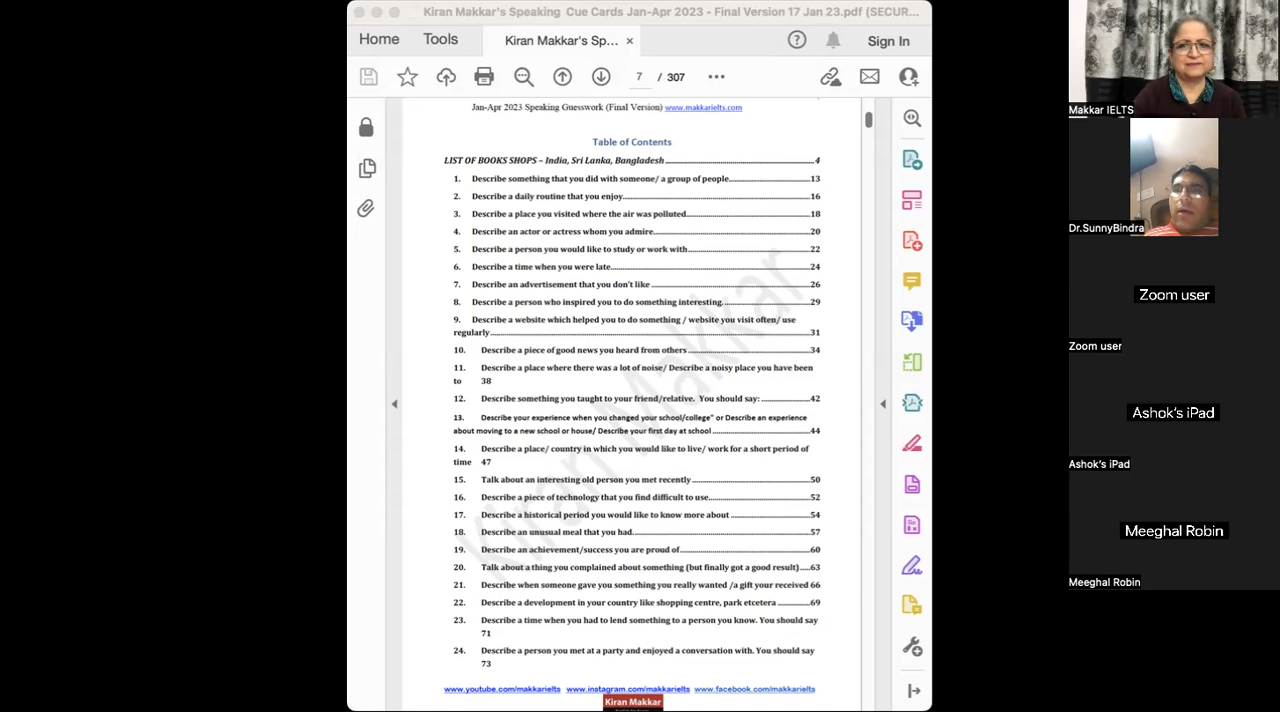 Kiran Makkar's Speaking Cue Cards Jan-Apr 2023 - Final Version 17 Jan 23.pdf (SECUR...
Home Tools Kiran Makkar's Sp... × Sign In
7 / 307
Jan-Apr 2023 Speaking Guesswork (Final Version) www.makkarielts.com
Table of Contents
LIST OF BOOKS SHOPS – India, Sri Lanka, Bangladesh 4
1. Describe something that you did with someone/ a group of people 13
2. Describe a daily routine that you enjoy 16
3. Describe a place you visited where the air was polluted 18
4. Describe an actor or actress whom you admire 20
5. Describe a person you would like to study or work with 22
6. Describe a time when you were late 24
7. Describe an advertisement that you don't like 26
8. Describe a person who inspired you to do something interesting. 29
9. Describe a website which helped you to do something / website you visit often/ use
regularly 31
10. Describe a piece of good news you heard from others 34
11. Describe a place where there was a lot of noise/ Describe a noisy place you have been
to 38
12. Describe something you taught to your friend/relative. You should say: 42
13. Describe your experience when you changed your school/college" or Describe an experience
about moving to a new school or house/ Describe your first day at school 44
14. Describe a place/ country in which you would like to live/ work for a short period of
time 47
15. Talk about an interesting old person you met recently 50
16. Describe a piece of technology that you find difficult to use 52
17. Describe a historical period you would like to know more about 54
18. Describe an unusual meal that you had. 57
19. Describe an achievement/success you are proud of 60
20. Talk about a thing you complained about something (but finally got a good result) 63
21. Describe when someone gave you something you really wanted /a gift your received 66
22. Describe a development in your country like shopping centre, park etcetera 69
23. Describe a time when you had to lend something to a person you know. You should say
71
24. Describe a person you met at a party and enjoyed a conversation with. You should say
73
www.youtube.com/makkarielts www.instagram.com/makkarielts www.facebook.com/makkarielts
Kiran Makkar
Kiran Makkar
Makkar IELTS
Dr.SunnyBindra
Zoom user
Zoom user
Ashok's iPad
Ashok's iPad
Meeghal Robin
Meeghal Robin